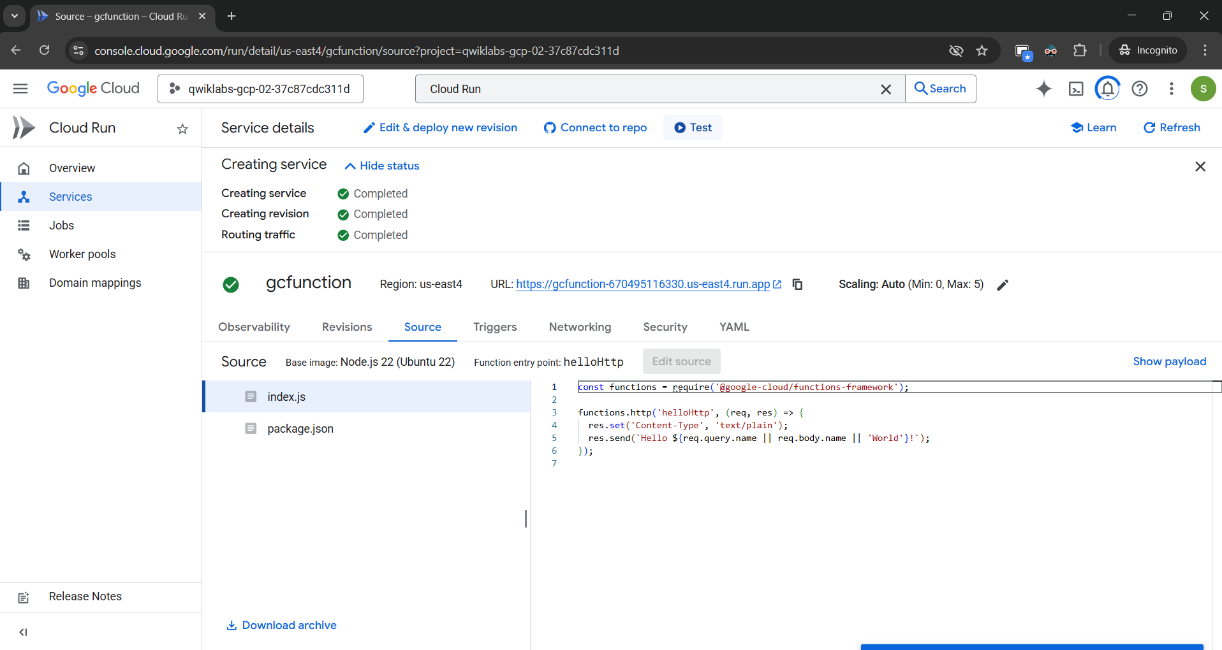 Source – gcfunction – Cloud Ru
console.cloud.google.com/run/detail/us-east4/gcfunction/source?project=qwiklabs-gcp-02-37c87cdc311d
Incognito
Google Cloud
qwiklabs-gcp-02-37c87cdc311d
Cloud Run
Search
S
Cloud Run
Service details
Edit & deploy new revision
Connect to repo
Test
Learn
Refresh
Overview
Services
Jobs
Worker pools
Domain mappings
Release Notes
Creating service
Hide status
Creating service Completed
Creating revision Completed
Routing traffic Completed
gcfunction
Region: us-east4
URL: https://gcfunction-670495116330.us-east4.run.app
Scaling: Auto (Min: 0, Max: 5)
Observability Revisions Source Triggers Networking Security YAML
Source
Base image: Node.js 22 (Ubuntu 22)
Function entry point: helloHttp
Edit source
Show payload
index.js
package.json
Download archive
1 const functions = require('@google-cloud/functions-framework');
2
3 functions.http('helloHttp', (req, res) => {
4 res.set('Content-Type', 'text/plain');
5 res.send(`Hello ${req.query.name || req.body.name || 'World'}!`);
6 });
7